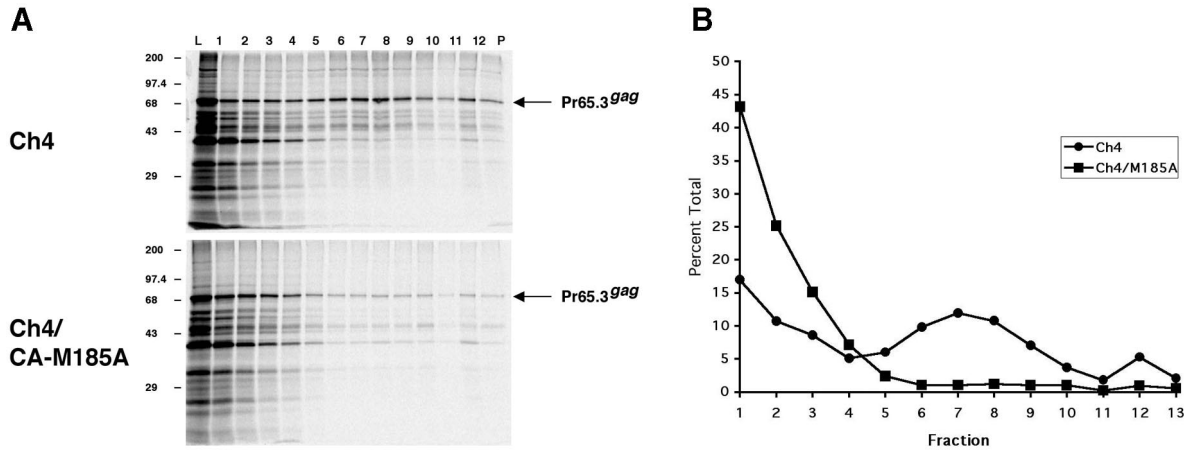 A
L 1 2 3 4 5 6 7 8 9 10 11 12 P
200
97.4
68
43
29
Pr65.3gag
Ch4
200
97.4
68
43
29
Pr65.3gag
Ch4/
CA-M185A
B
50
45
40
35
30
25
20
15
10
5
0
Percent Total
1 2 3 4 5 6 7 8 9 10 11 12 13
Fraction
Ch4
Ch4/M185A